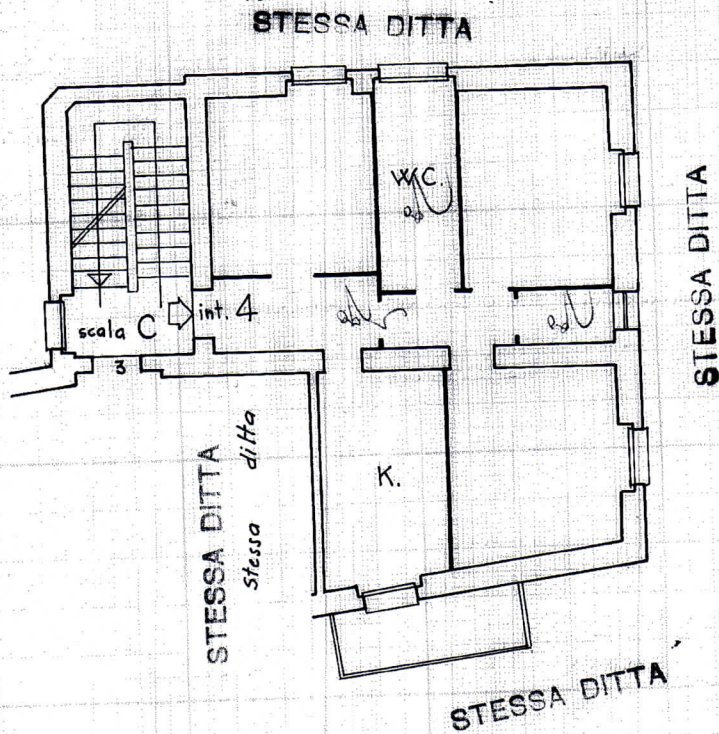 STESSA DITTA
W.C.
STESSA DITTA
scala C
int. 4
3
STESSA DITTA
stessa ditta
K.
STESSA DITTA